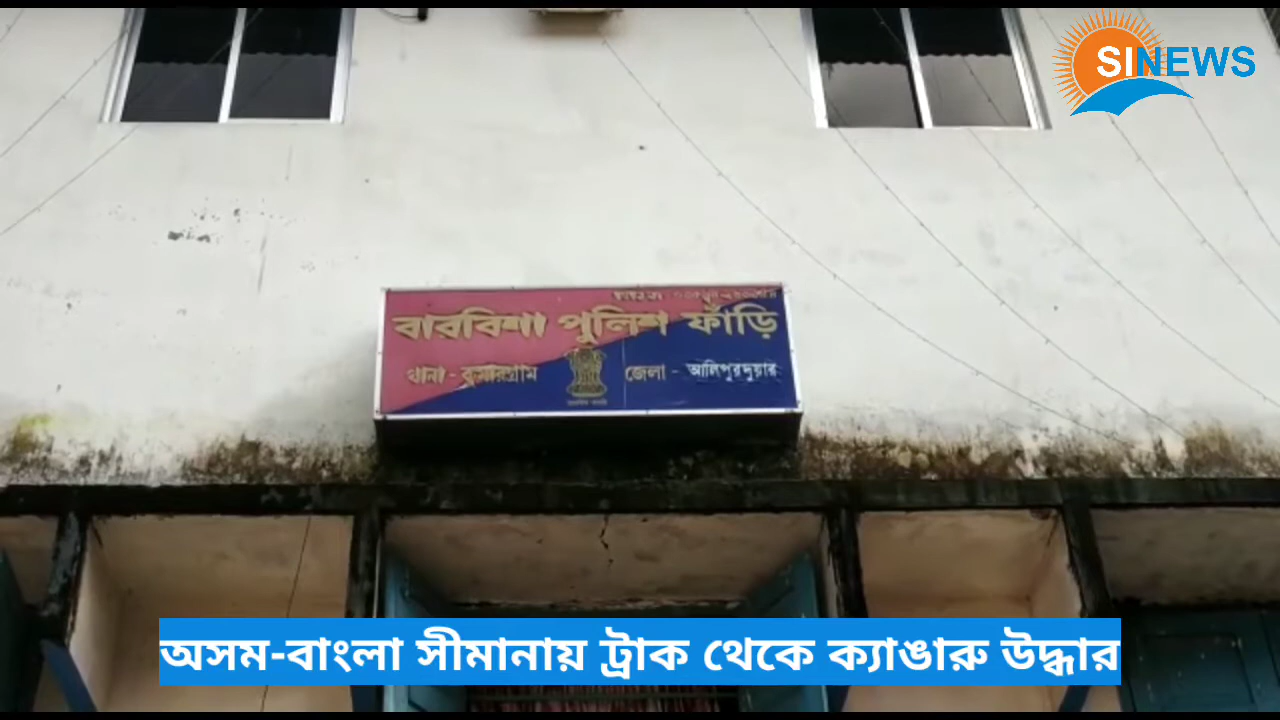 SINEWS
বারবিশা পুলিশ ফাঁড়ি
থানা - কুমারগ্রাম জেলা - আলিপুরদুয়ার
অসম-বাংলা সীমানায় ট্রাক থেকে ক্যাঙারু উদ্ধার